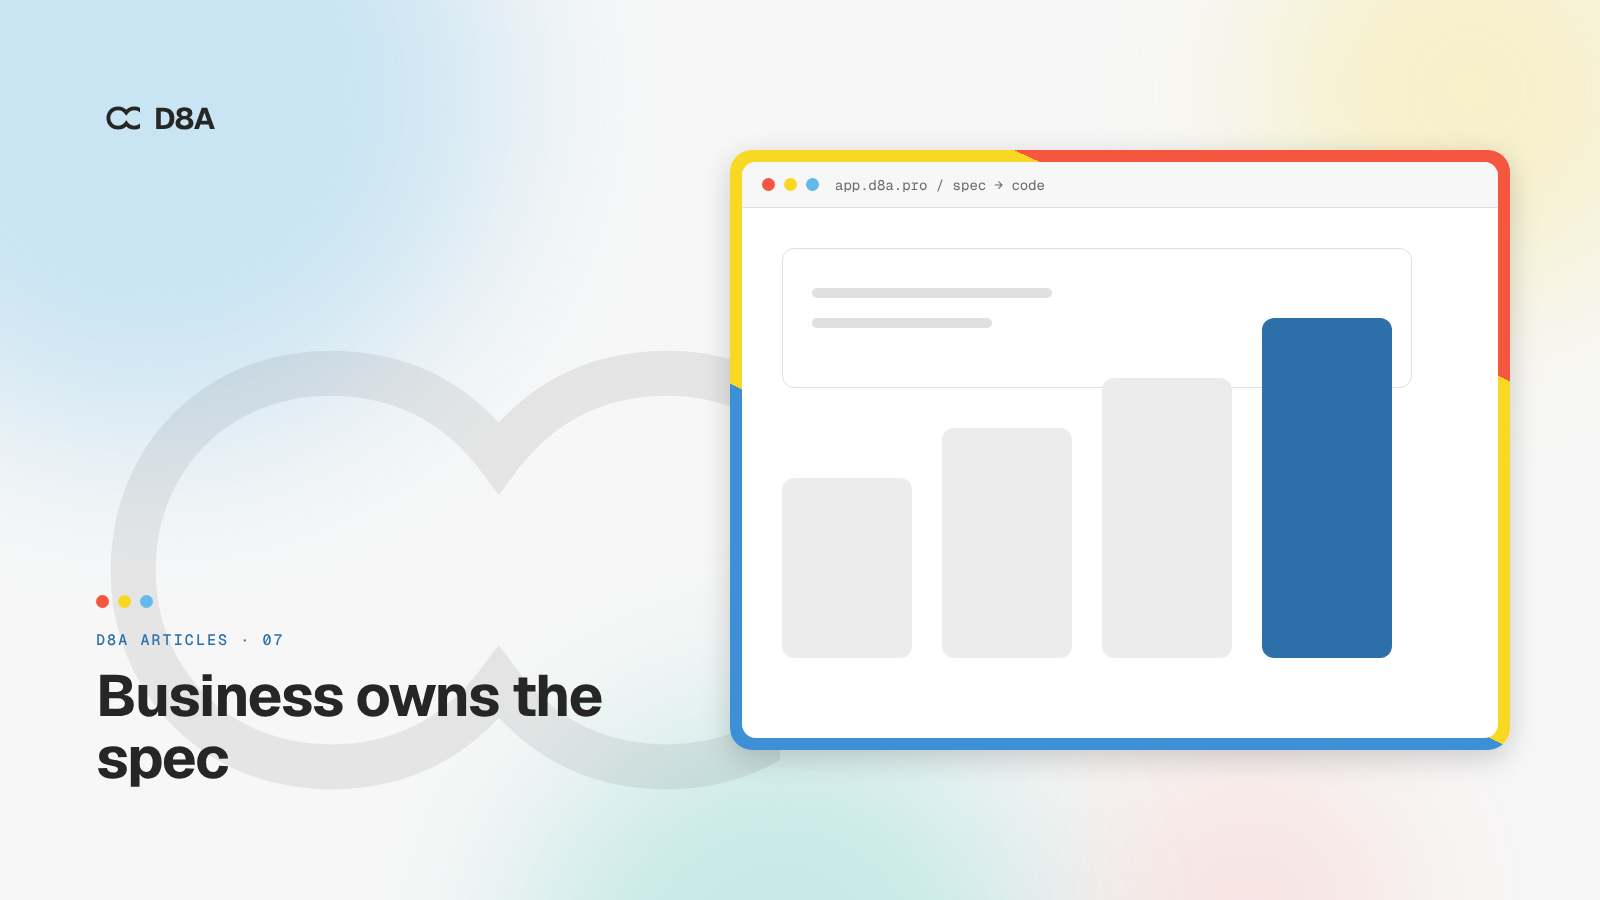 D8A
app.d8a.pro / spec → code
D8A ARTICLES · 07
Business owns the
spec